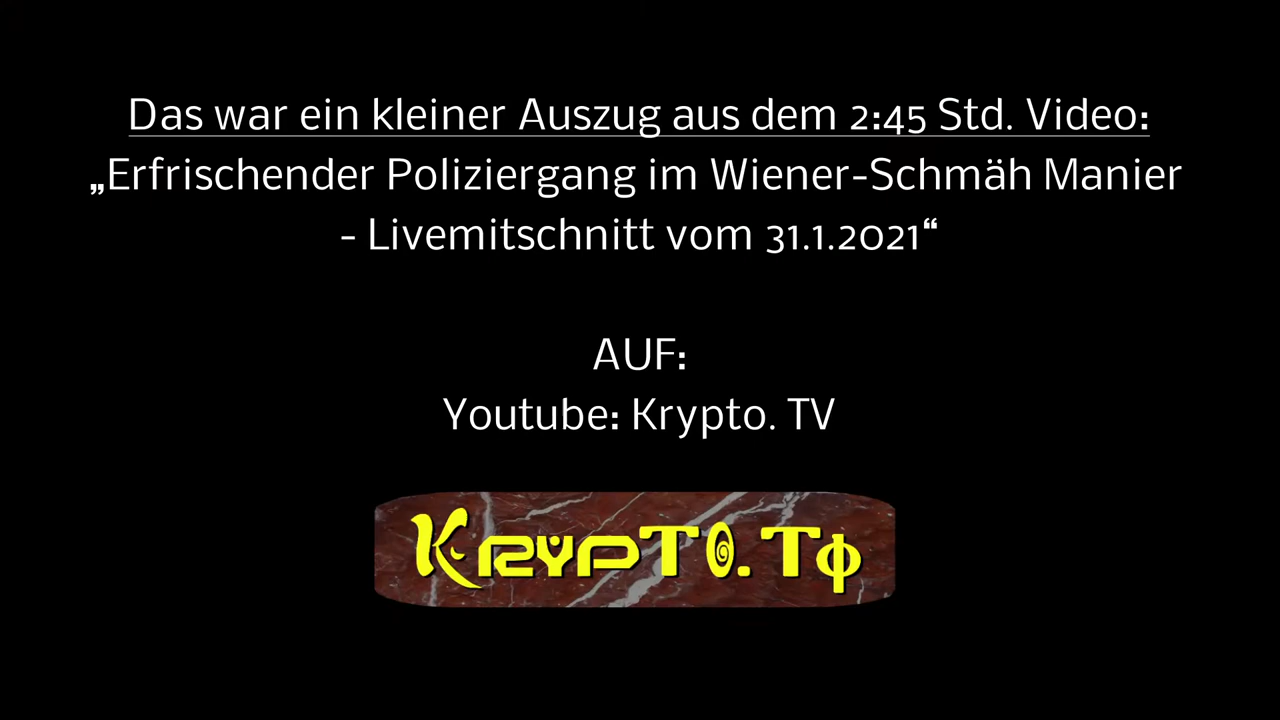 Das war ein kleiner Auszug aus dem 2:45 Std. Video:
„Erfrischender Poliziergang im Wiener-Schmäh Manier
- Livemitschnitt vom 31.1.2021“
AUF:
Youtube: Krypto. TV
KRYPTO.Tφ